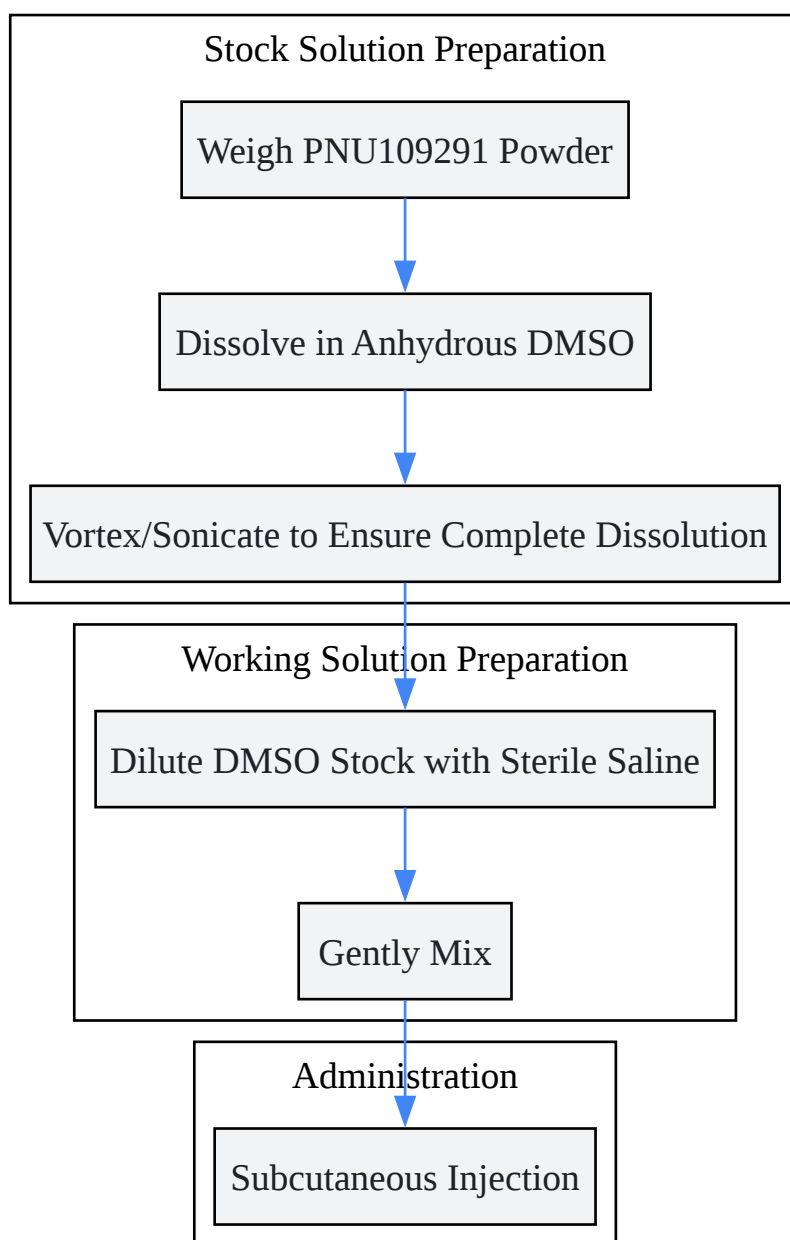 Stock Solution Preparation
Weigh PNU109291 Powder
Dissolve in Anhydrous DMSO
Vortex/Sonicate to Ensure Complete Dissolution
Working Solution Preparation
Dilute DMSO Stock with Sterile Saline
Gently Mix
Administration
Subcutaneous Injection